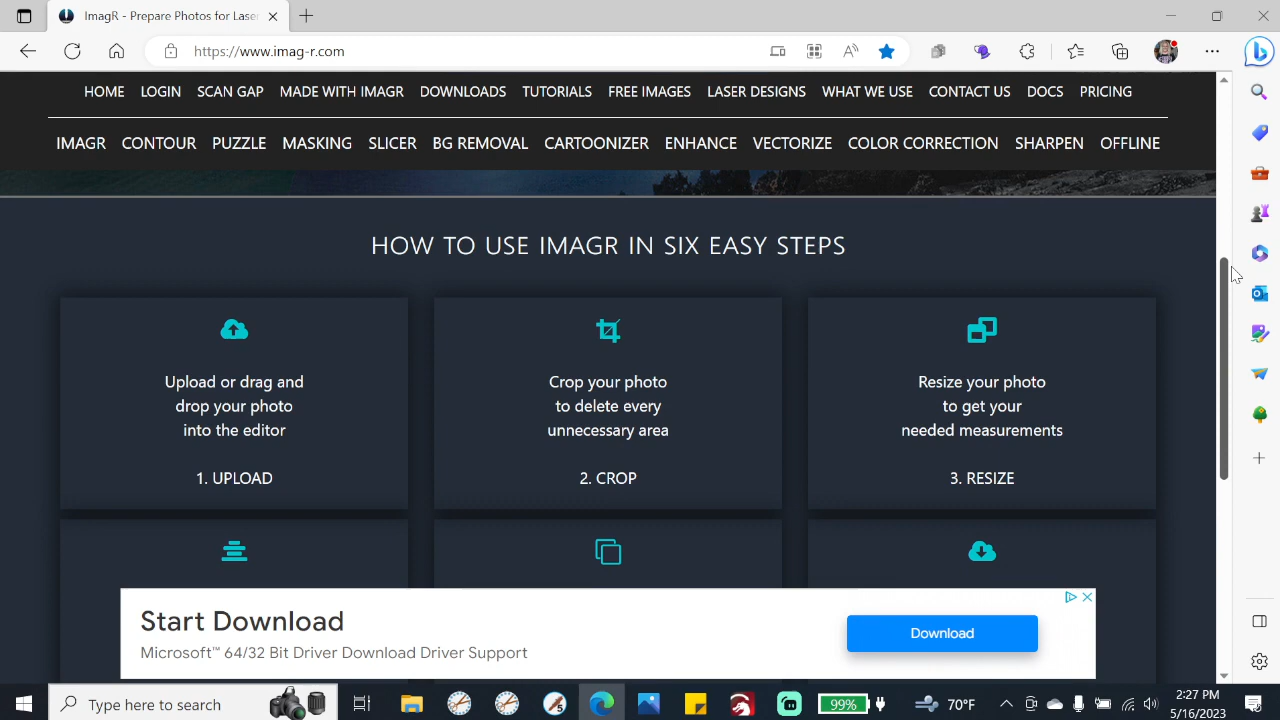 ImagR - Prepare Photos for Laser
https://www.imag-r.com
HOME LOGIN SCAN GAP MADE WITH IMAGR DOWNLOADS TUTORIALS FREE IMAGES LASER DESIGNS WHAT WE USE CONTACT US DOCS PRICING
IMAGR CONTOUR PUZZLE MASKING SLICER BG REMOVAL CARTOONIZER ENHANCE VECTORIZE COLOR CORRECTION SHARPEN OFFLINE
HOW TO USE IMAGR IN SIX EASY STEPS
Upload or drag and
drop your photo
into the editor
1. UPLOAD
Crop your photo
to delete every
unnecessary area
2. CROP
Resize your photo
to get your
needed measurements
3. RESIZE
Start Download
Microsoft™ 64/32 Bit Driver Download Driver Support
Download
Type here to search
99%
70°F
2:27 PM
5/16/2023